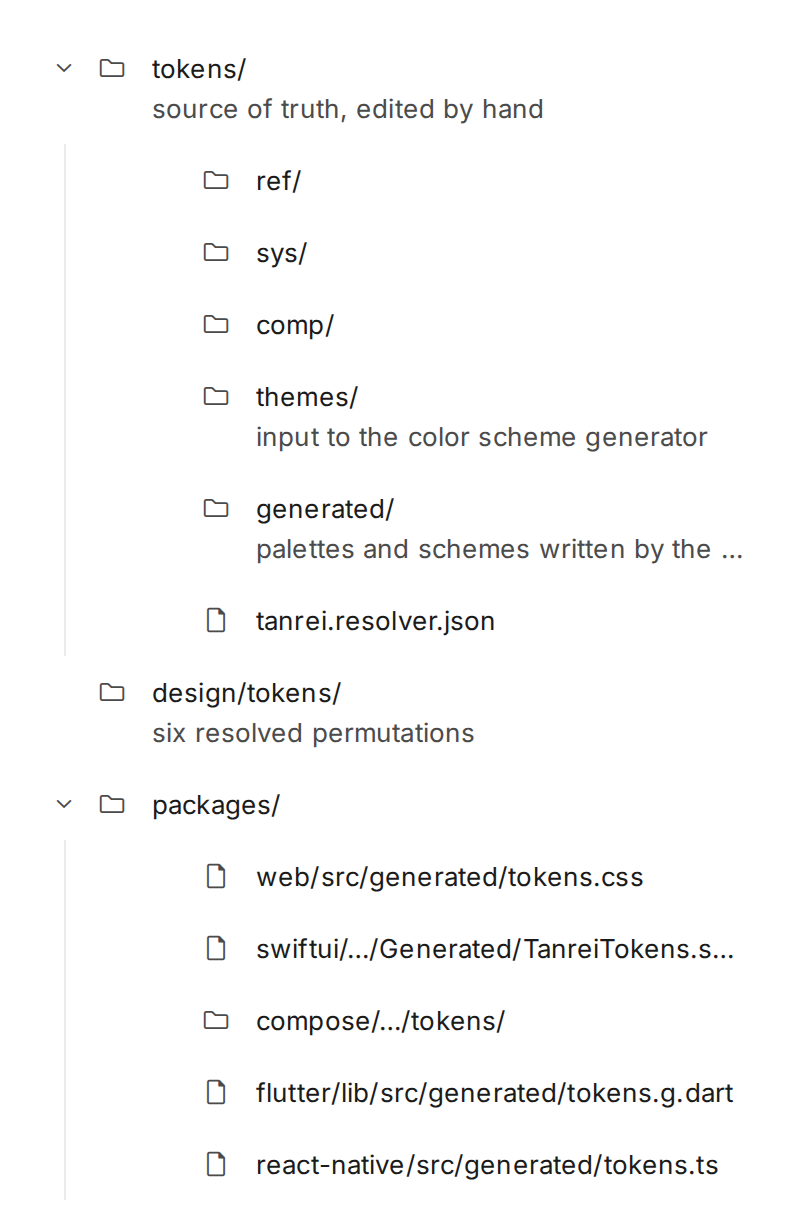 tokens/
source of truth, edited by hand
ref/
sys/
comp/
themes/
input to the color scheme generator
generated/
palettes and schemes written by the ...
tanrei.resolver.json
design/tokens/
six resolved permutations
packages/
web/src/generated/tokens.css
swiftui/.../Generated/TanreiTokens.s...
compose/.../tokens/
flutter/lib/src/generated/tokens.g.dart
react-native/src/generated/tokens.ts